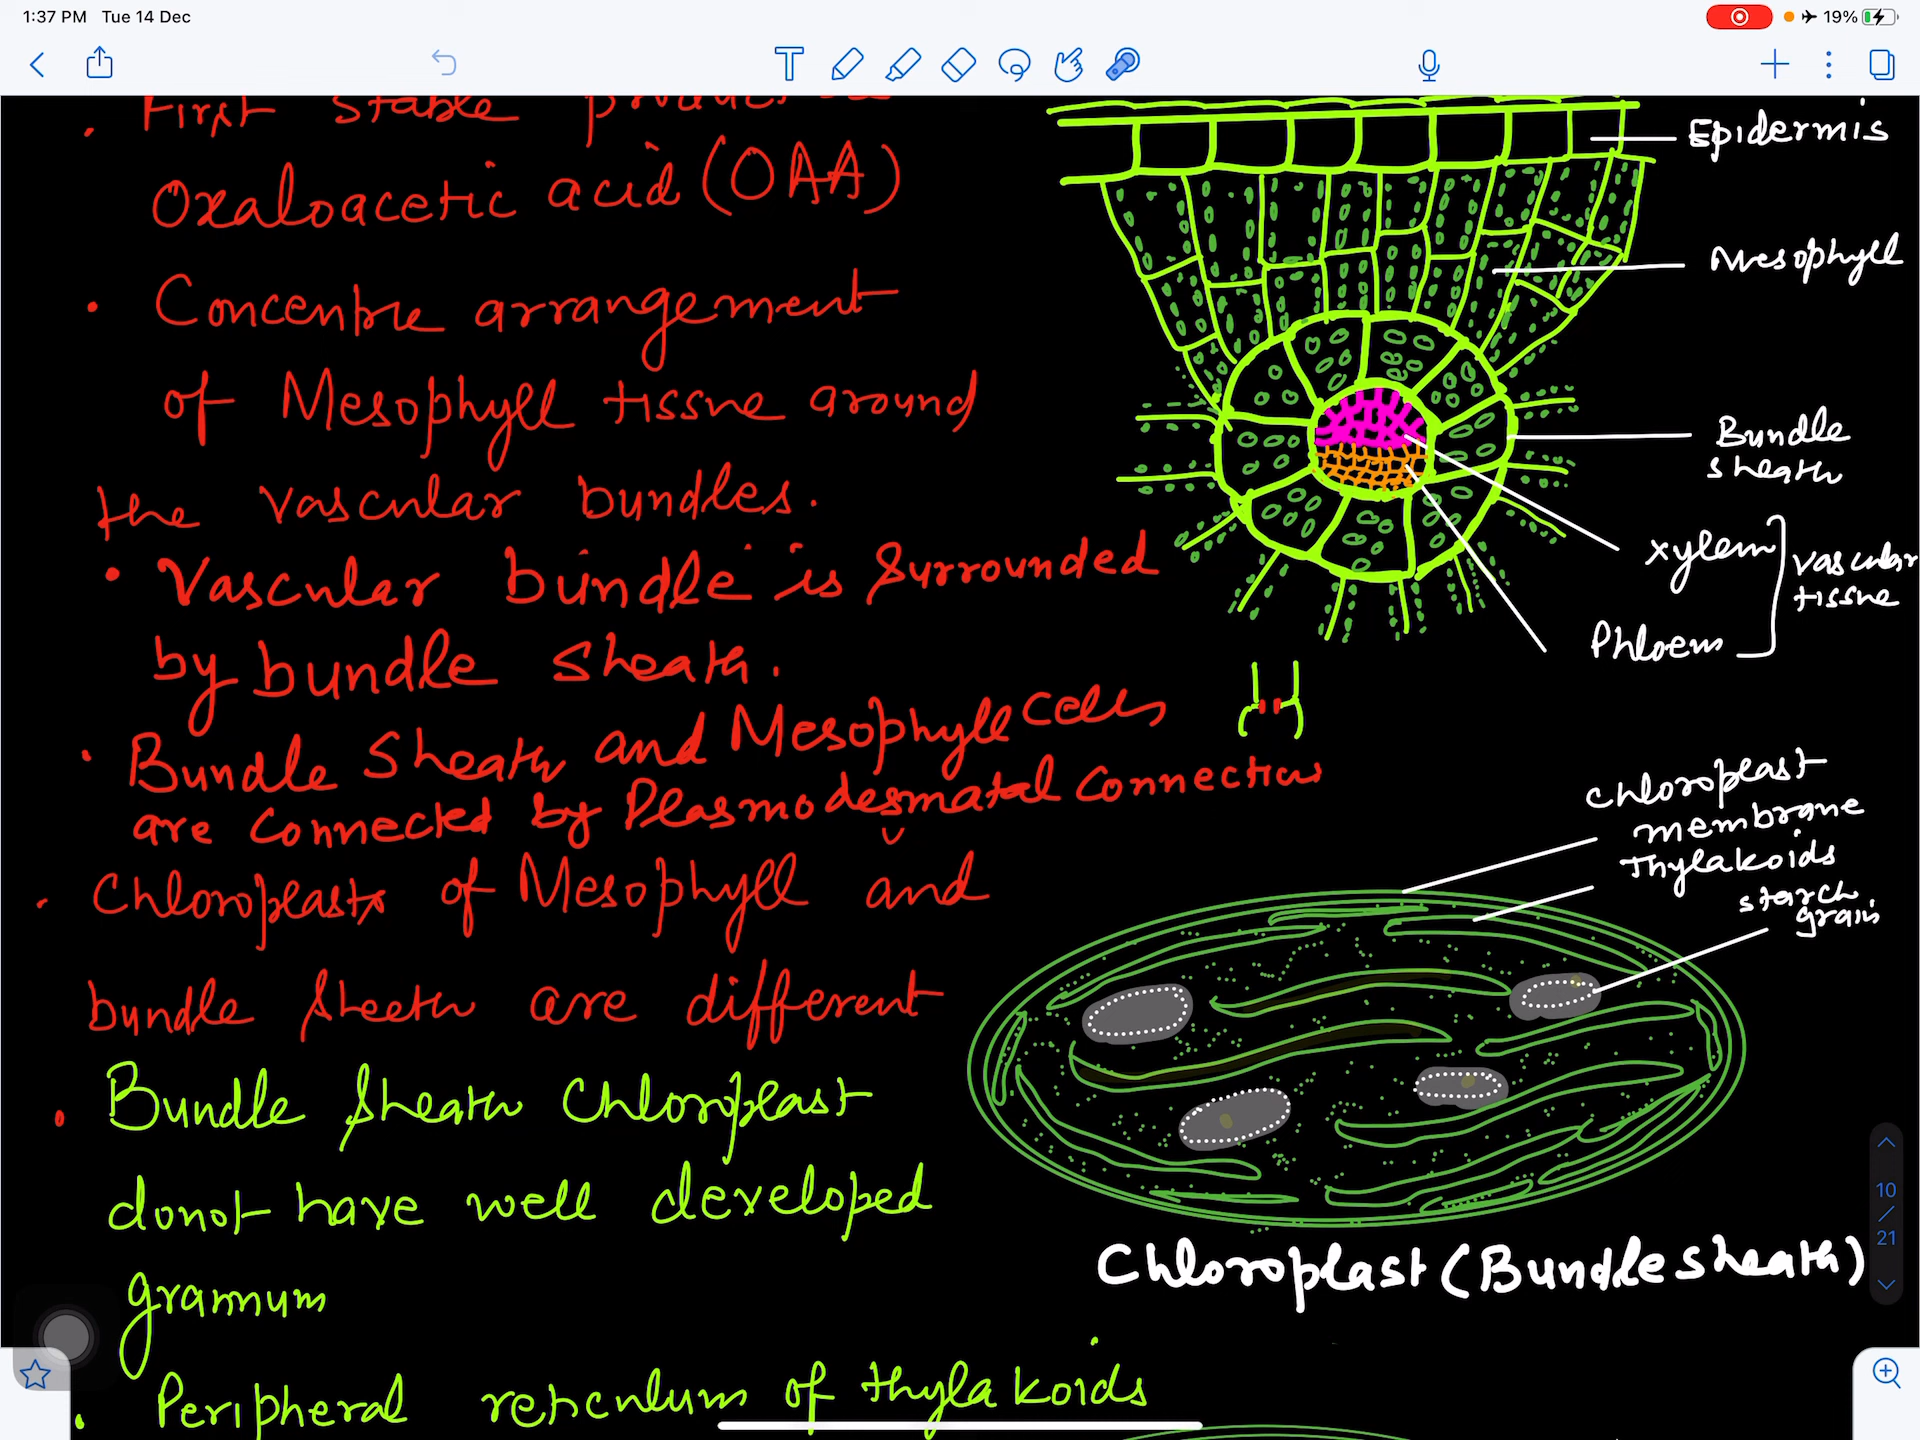 1:37 PM Tue 14 Dec
19%
First stable
Oxaloacetic acid (OAA)
Concentric arrangement
of Mesophyll tissue around
the vascular bundles.
Vascular bundle is surrounded
by bundle sheath.
Bundle Sheath and Mesophyll cells
are connected by Plasmodesmatal connections
Chloroplasts of Mesophyll and
bundle sheath are different
Bundle sheath Chloroplast
donot have well developed
grannum
Peripheral reticulum of thylakoids
Epidermis
Mesophyll
Bundle
sheath
xylem
Phloem
vascular
tissue
chloroplast
membrane
Thylakoids
starch
grain
Chloroplast (Bundle sheath)
10
/
21